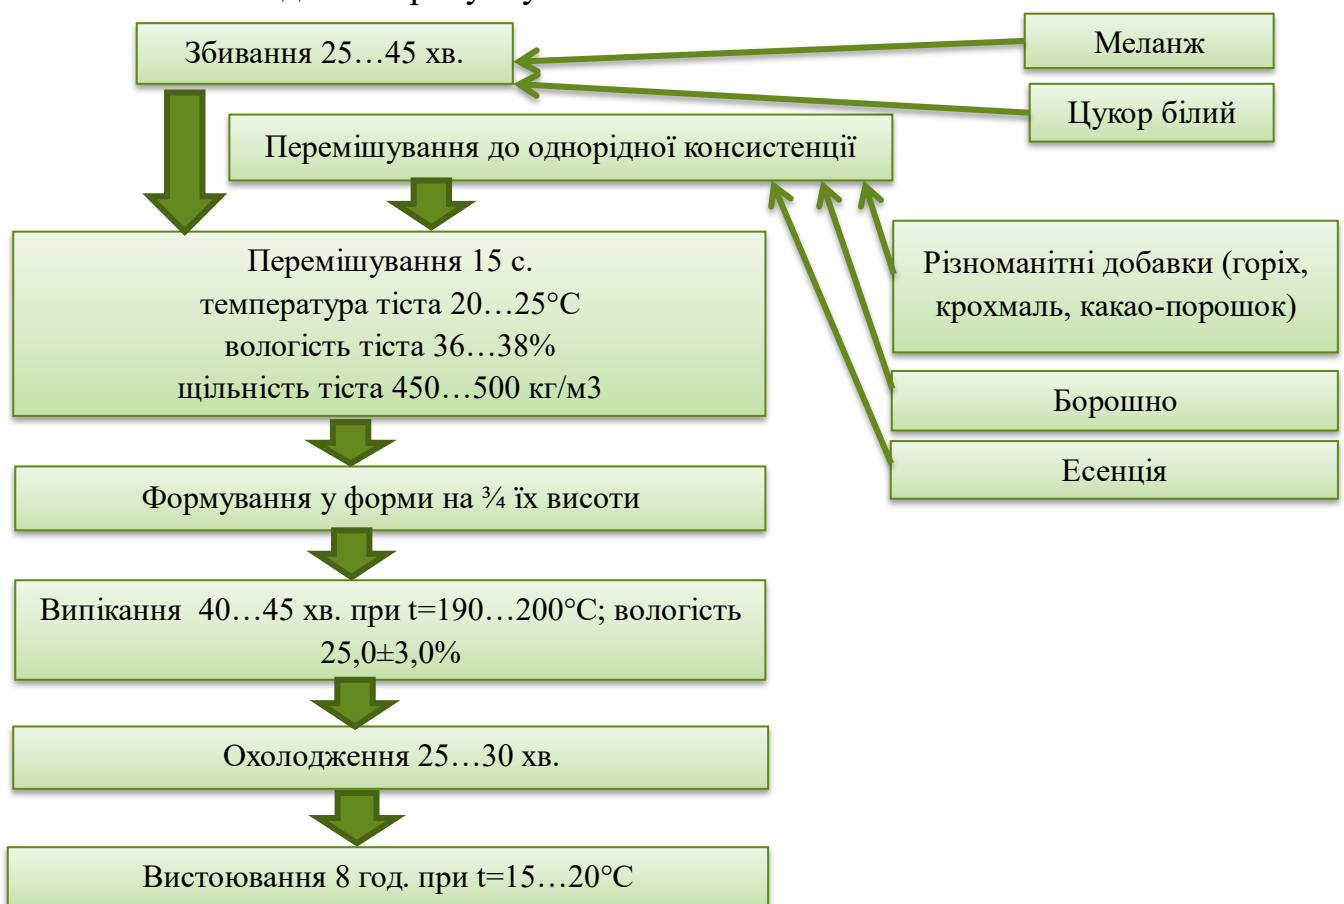 Збивання 25…45 хв.
Меланж
Цукор білий
Перемішування до однорідної консистенції
Перемішування 15 с.
температура тіста 20…25°С
вологість тіста 36…38%
щільність тіста 450…500 кг/м3
Різноманітні добавки (горіх,
крохмаль, какао-порошок)
Борошно
Есенція
Формування у форми на ¾ їх висоти
Випікання 40…45 хв. при t=190…200°С; вологість
25,0±3,0%
Охолодження 25…30 хв.
Вистоювання 8 год. при t=15…20°С